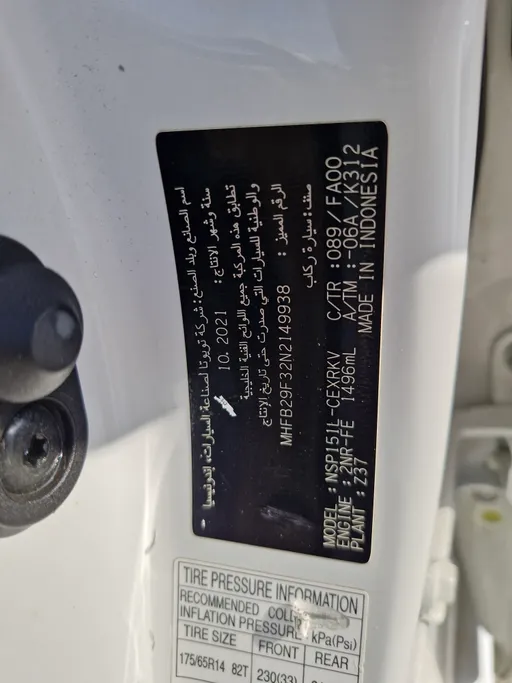 اسم الصانع وبلد الصنع : شركة تويوتا لصناعة السيارات، إندونيسيا
سنة وشهر الإنتاج : 10. 2021
تطابق هذه المركبة جميع اللوائح الفنية الخليجية
والوطنية للسيارات التي صدرت حتى تاريخ الإنتاج
الرقم المميز : MHFB29F32N2149938
صنف : سيارة ركاب
MODEL : NSP151L-CEXRKV C/TR : 089 / FA00
ENGINE : 2NR-FE 1496mL A/TM : -06A / K312
PLANT : Z37 MADE IN INDONESIA
TIRE PRESSURE INFORMATION
RECOMMENDED COLD
INFLATION PRESSURE kPa(Psi)
TIRE SIZE FRONT REAR
175/65R14 82T 230(33)